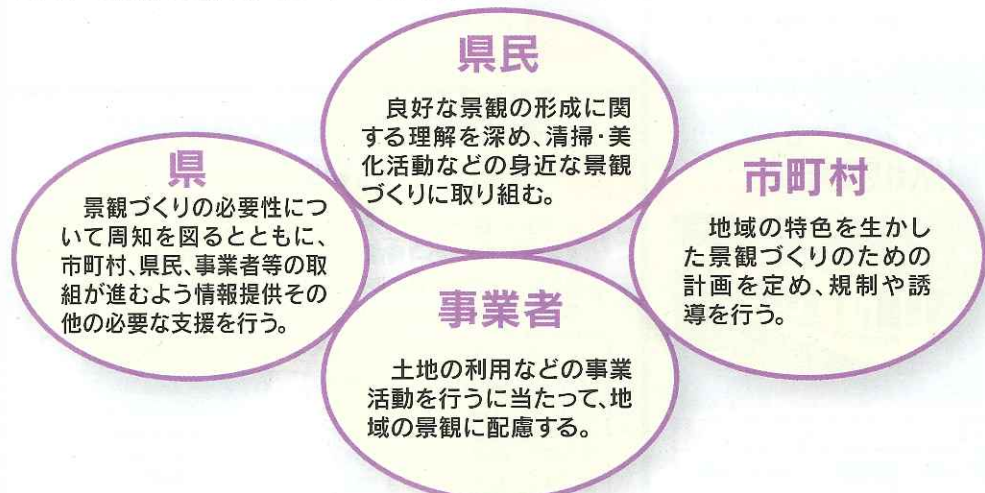 県民
良好な景観の形成に関
する理解を深め、清掃・美
化活動などの身近な景観
づくりに取り組む。
県
景観づくりの必要性につ
いて周知を図るとともに、
市町村、県民、事業者等の取
組が進むよう情報提供その
他の必要な支援を行う。
市町村
地域の特色を生かし
た景観づくりのための
計画を定め、規制や誘
導を行う。
事業者
土地の利用などの事業
活動を行うに当たって、地
域の景観に配慮する。